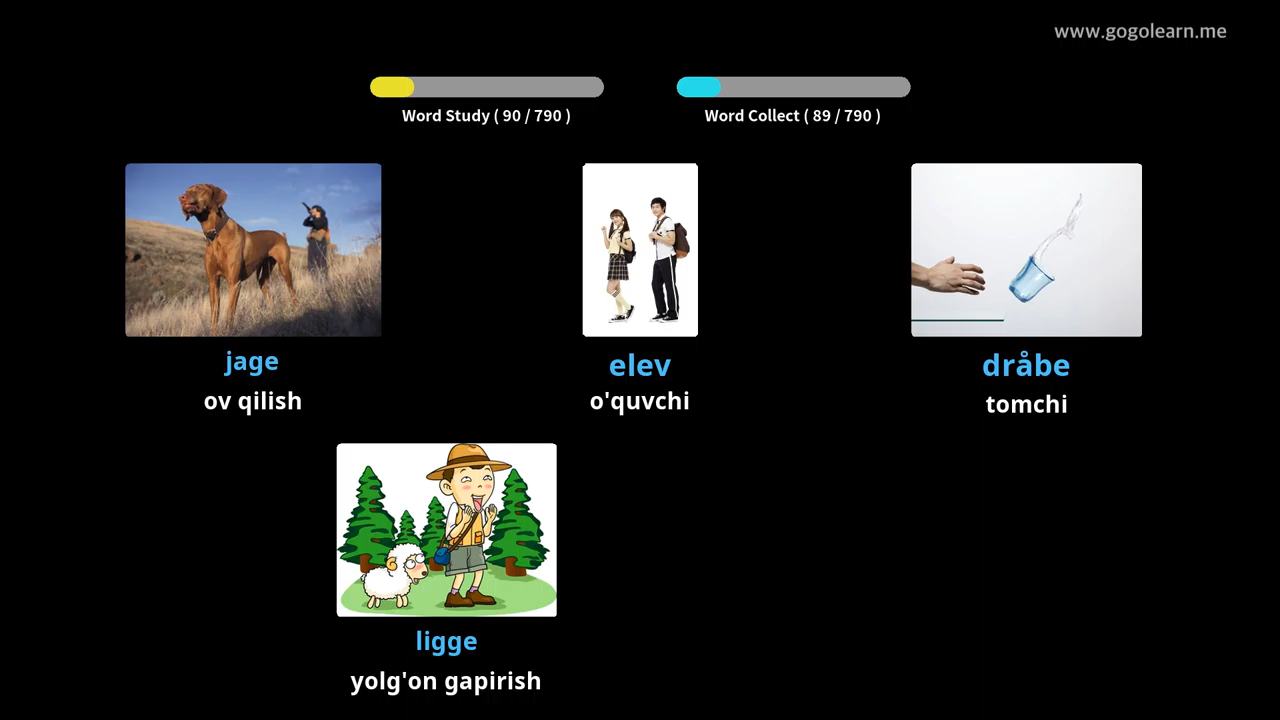 www.gogolearn.me
Word Study ( 90 / 790 )
Word Collect ( 89 / 790 )
jage
elev
dråbe
ov qilish
o'quvchi
tomchi
ligge
yolg'on gapirish